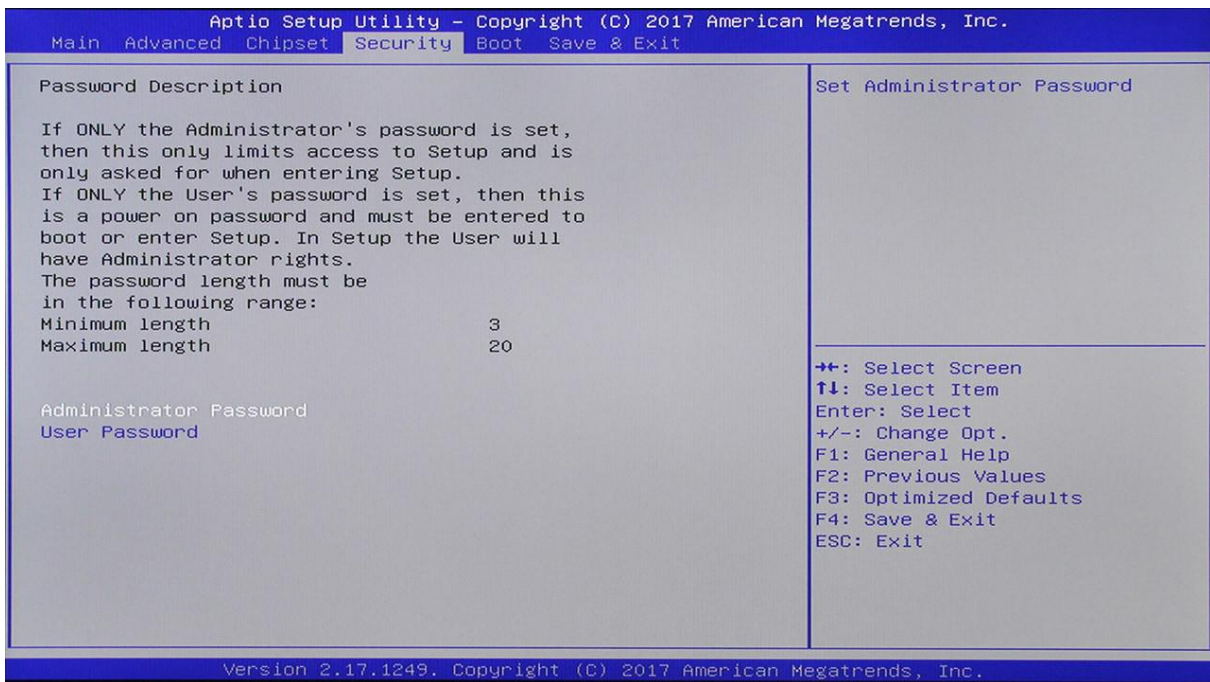 Aptio Setup Utility – Copyright (C) 2017 American Megatrends, Inc.
Main Advanced Chipset Security Boot Save & Exit
Password Description
If ONLY the Administrator's password is set,
then this only limits access to Setup and is
only asked for when entering Setup.
If ONLY the User's password is set, then this
is a power on password and must be entered to
boot or enter Setup. In Setup the User will
have Administrator rights.
The password length must be
in the following range:
Minimum length 3
Maximum length 20
Administrator Password
User Password
Set Administrator Password
→←: Select Screen
↑↓: Select Item
Enter: Select
+/-: Change Opt.
F1: General Help
F2: Previous Values
F3: Optimized Defaults
F4: Save & Exit
ESC: Exit
Version 2.17.1249. Copyright (C) 2017 American Megatrends, Inc.